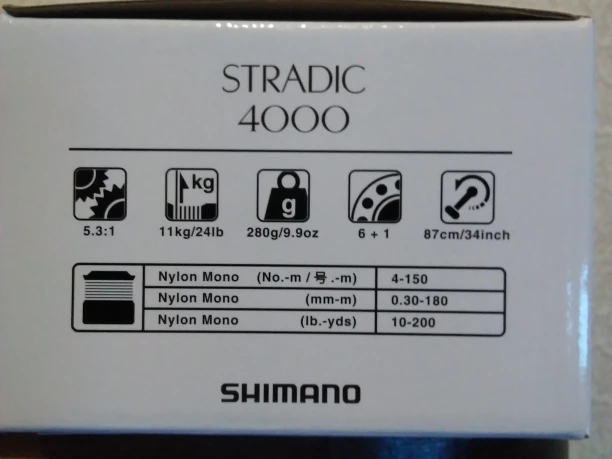 STRADIC
4000
kg
g
5.3:1 11kg/24lb 280g/9.9oz 6 + 1 87cm/34inch
Nylon Mono (No.-m / 号.-m) 4-150
Nylon Mono (mm-m) 0.30-180
Nylon Mono (lb.-yds) 10-200
SHIMANO